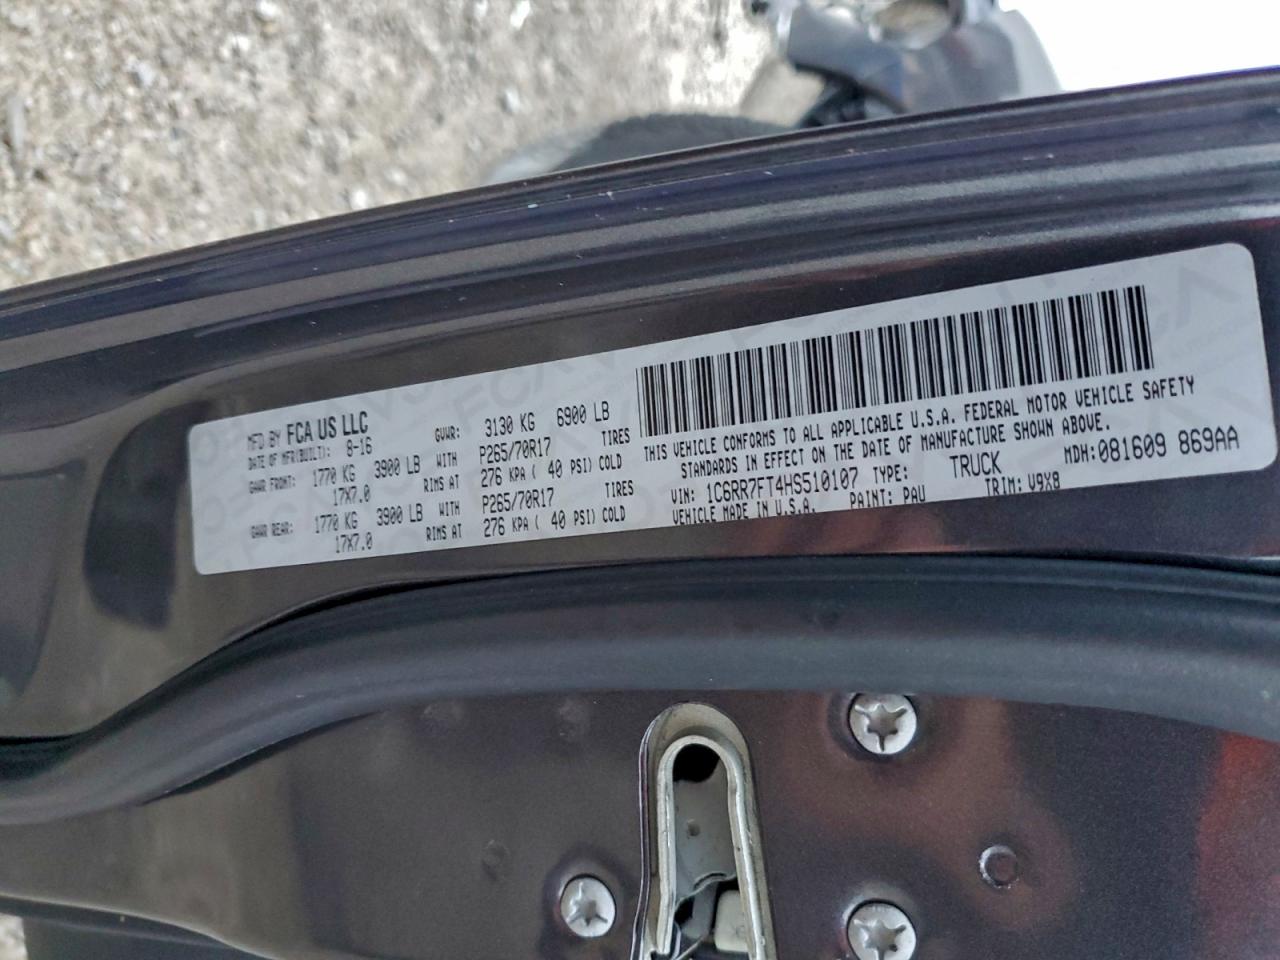 MFD BY FCA US LLC
DATE OF MFR(BUILT): 8-16 GVWR: 3130 KG 6900 LB
GAWR FRONT: 1770 KG 3900 LB WITH P265/70R17 TIRES
17X7.0 RIMS AT 276 KPA ( 40 PSI) COLD
GAWR REAR: 1770 KG 3900 LB WITH P265/70R17 TIRES
17X7.0 RIMS AT 276 KPA ( 40 PSI) COLD
THIS VEHICLE CONFORMS TO ALL APPLICABLE U.S.A. FEDERAL MOTOR VEHICLE SAFETY
STANDARDS IN EFFECT ON THE DATE OF MANUFACTURE SHOWN ABOVE.
VIN: 1C6RR7FT4HS510107 TYPE: TRUCK MDH:081609 869AA
VEHICLE MADE IN U.S.A. PAINT: PAU TRIM: V9X8